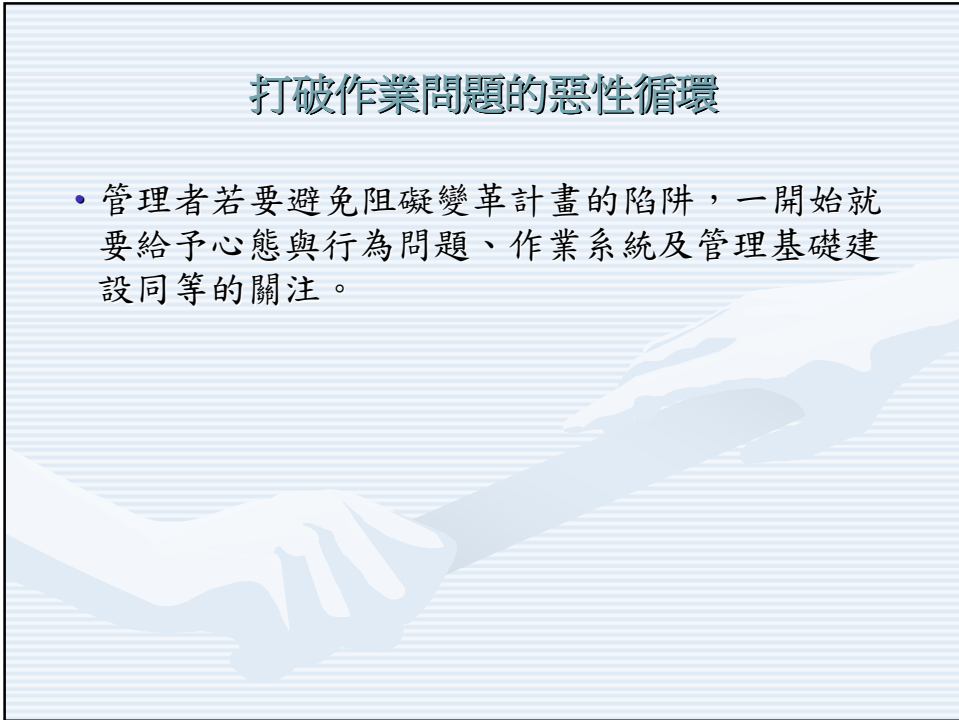 打破作業問題的惡性循環
•管理者若要避免阻礙變革計畫的陷阱，一開始就
要給予心態與行為問題、作業系統及管理基礎建
設同等的關注。